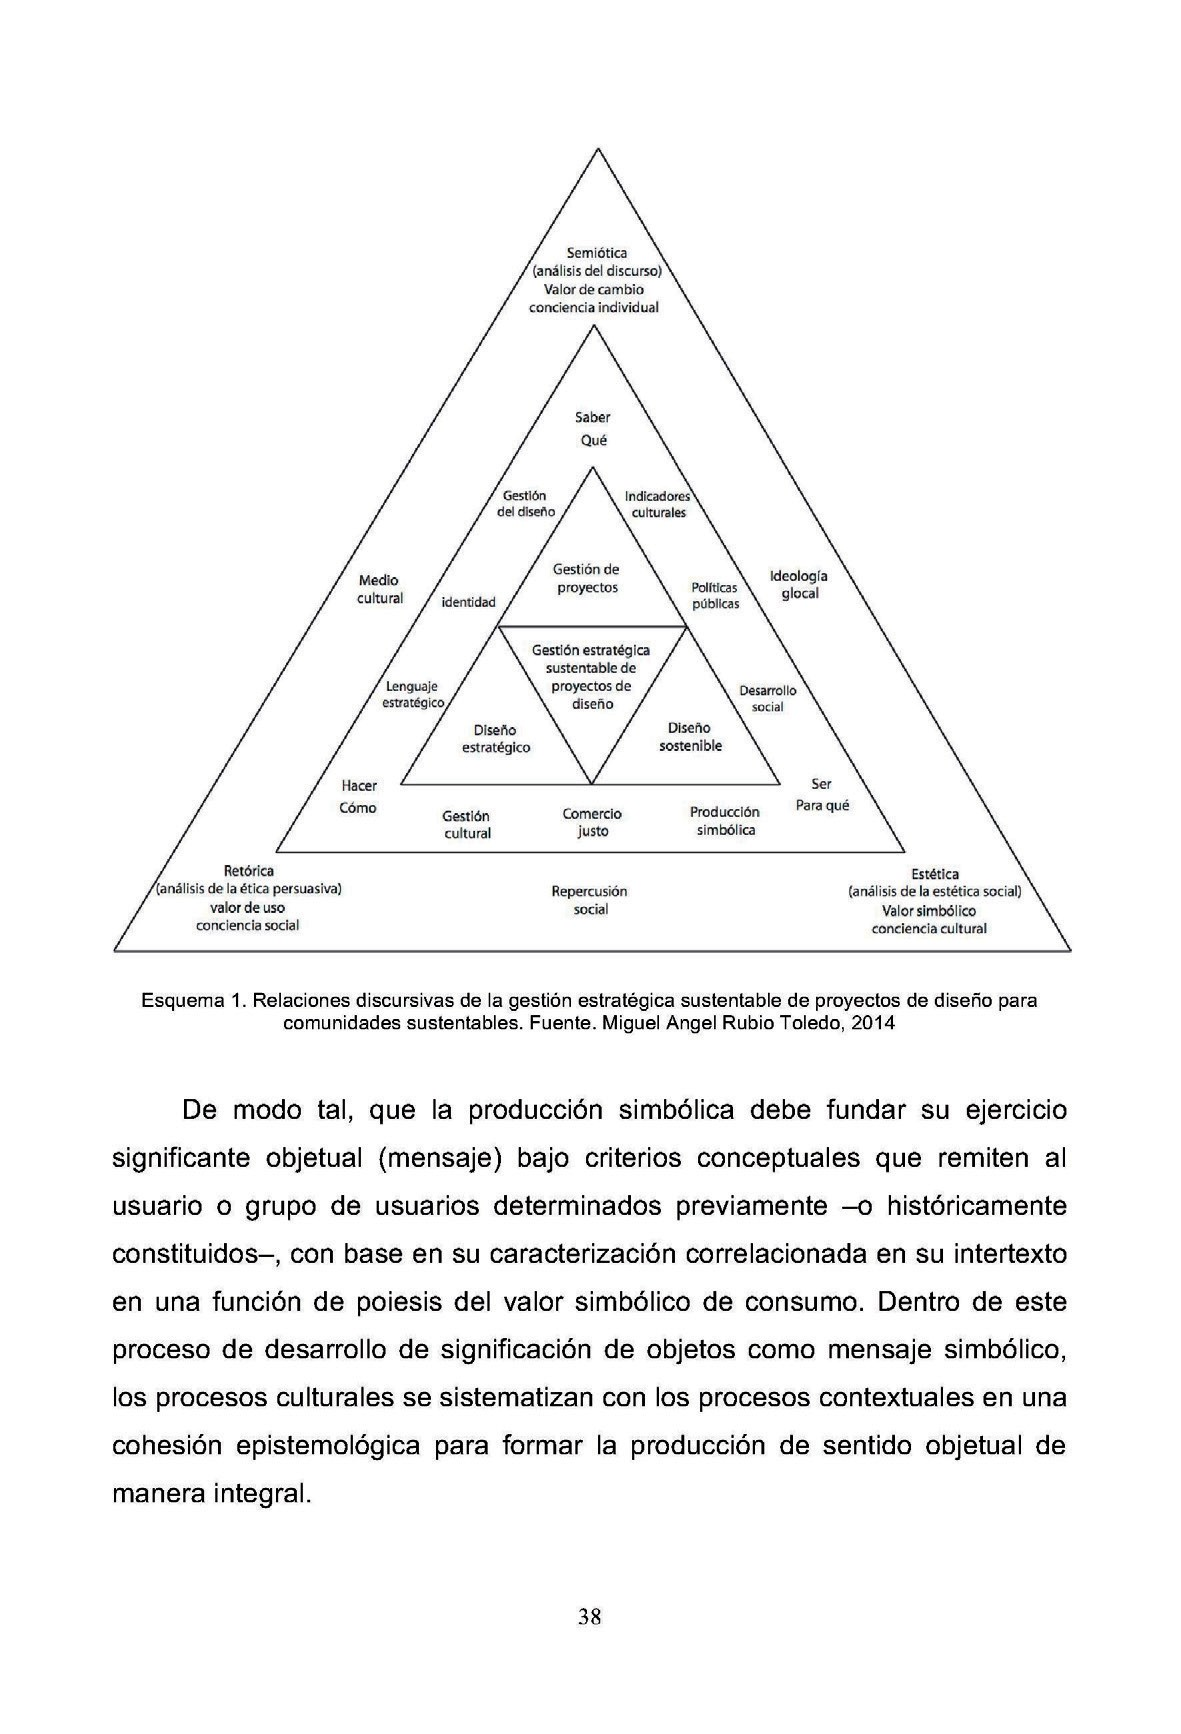 Semiótica
(análisis del discurso)
Valor de cambio
conciencia individual
Saber
Qué
Gestión
del diseño
Indicadores
culturales
Gestión de
proyectos
Medio
cultural
identidad
Políticas
públicas
Ideología
glocal
Gestión estratégica
sustentable de
proyectos de
diseño
Lenguaje
estratégico
Desarrollo
social
Diseño
estratégico
Diseño
sostenible
Hacer
Cómo
Ser
Para qué
Gestión
cultural
Comercio
justo
Producción
simbólica
Retórica
(análisis de la ética persuasiva)
valor de uso
conciencia social
Repercusión
social
Estética
(análisis de la estética social)
Valor simbólico
conciencia cultural
Esquema 1. Relaciones discursivas de la gestión estratégica sustentable de proyectos de diseño para
comunidades sustentables. Fuente. Miguel Angel Rubio Toledo, 2014
De modo tal, que la producción simbólica debe fundar su ejercicio
significante objetual (mensaje) bajo criterios conceptuales que remiten al
usuario o grupo de usuarios determinados previamente –o históricamente
constituidos–, con base en su caracterización correlacionada en su intertexto
en una función de poiesis del valor simbólico de consumo. Dentro de este
proceso de desarrollo de significación de objetos como mensaje simbólico,
los procesos culturales se sistematizan con los procesos contextuales en una
cohesión epistemológica para formar la producción de sentido objetual de
manera integral.
38